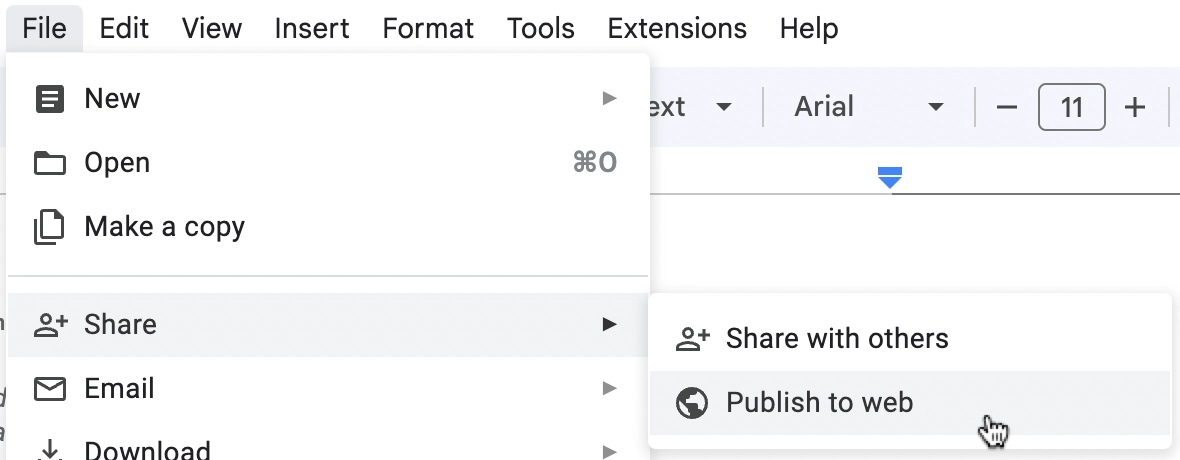 File Edit View Insert Format Tools Extensions Help
New
ext Arial 11
Open ⌘O
Make a copy
Share
Share with others
Email
Publish to web
Download